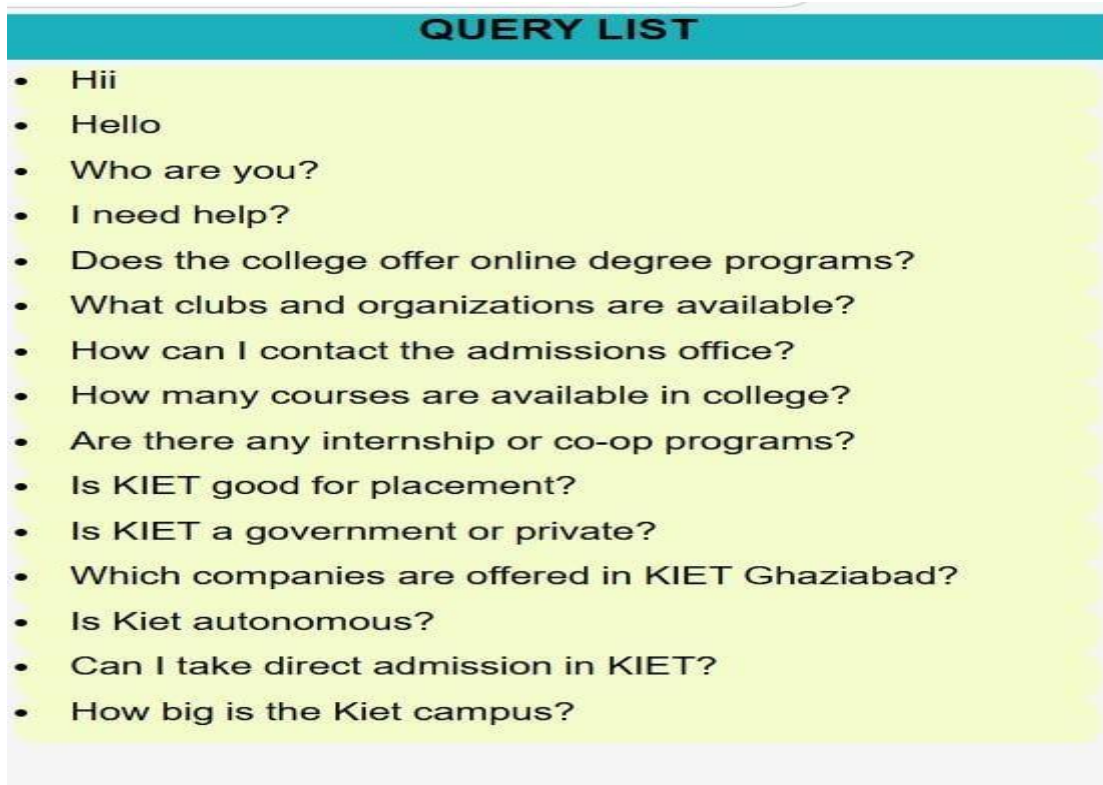 QUERY LIST
• Hii
• Hello
• Who are you?
• I need help?
• Does the college offer online degree programs?
• What clubs and organizations are available?
• How can I contact the admissions office?
• How many courses are available in college?
• Are there any internship or co-op programs?
• Is KIET good for placement?
• Is KIET a government or private?
• Which companies are offered in KIET Ghaziabad?
• Is Kiet autonomous?
• Can I take direct admission in KIET?
• How big is the Kiet campus?